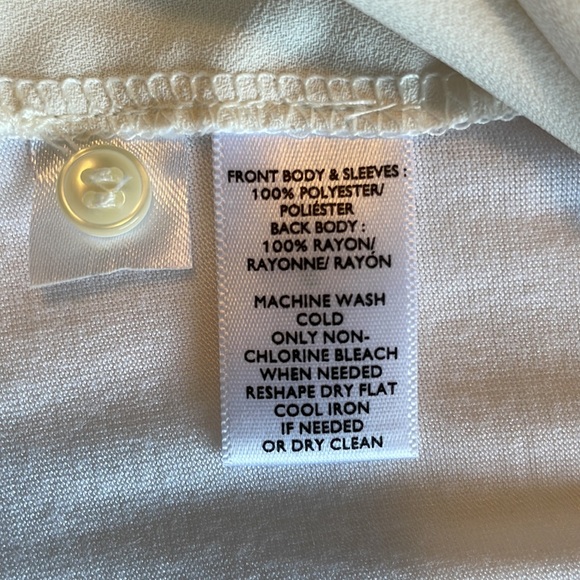 FRONT BODY & SLEEVES :
100% POLYESTER/
POLIÉSTER
BACK BODY :
100% RAYON/
RAYONNE/ RAYÓN
MACHINE WASH
COLD
ONLY NON-
CHLORINE BLEACH
WHEN NEEDED
RESHAPE DRY FLAT
COOL IRON
IF NEEDED
OR DRY CLEAN